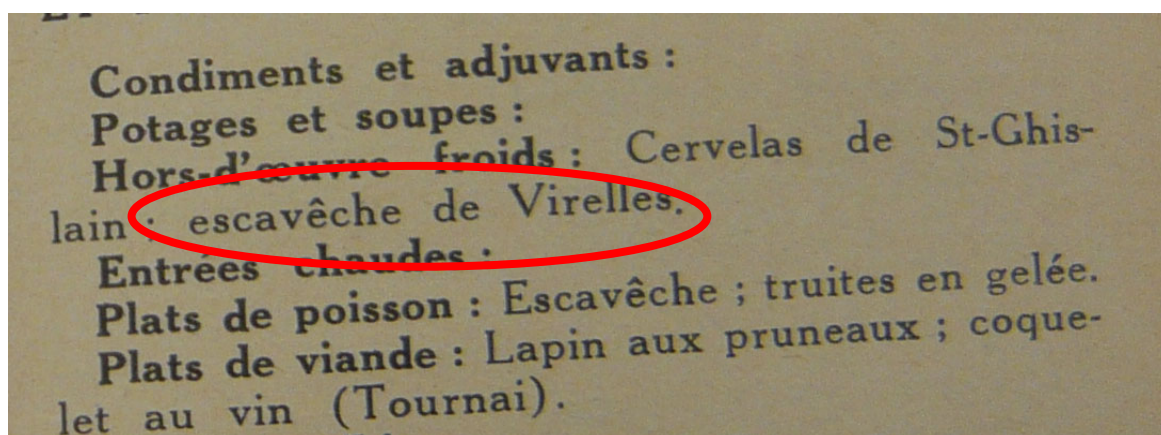 Condiments et adjuvants :
Potages et soupes :
Hors-d'œuvre froids : Cervelas de St-Ghis-
lain ; escavêche de Virelles.
Entrées chaudes :
Plats de poisson : Escavêche ; truites en gelée.
Plats de viande : Lapin aux pruneaux ; coque-
let au vin (Tournai).